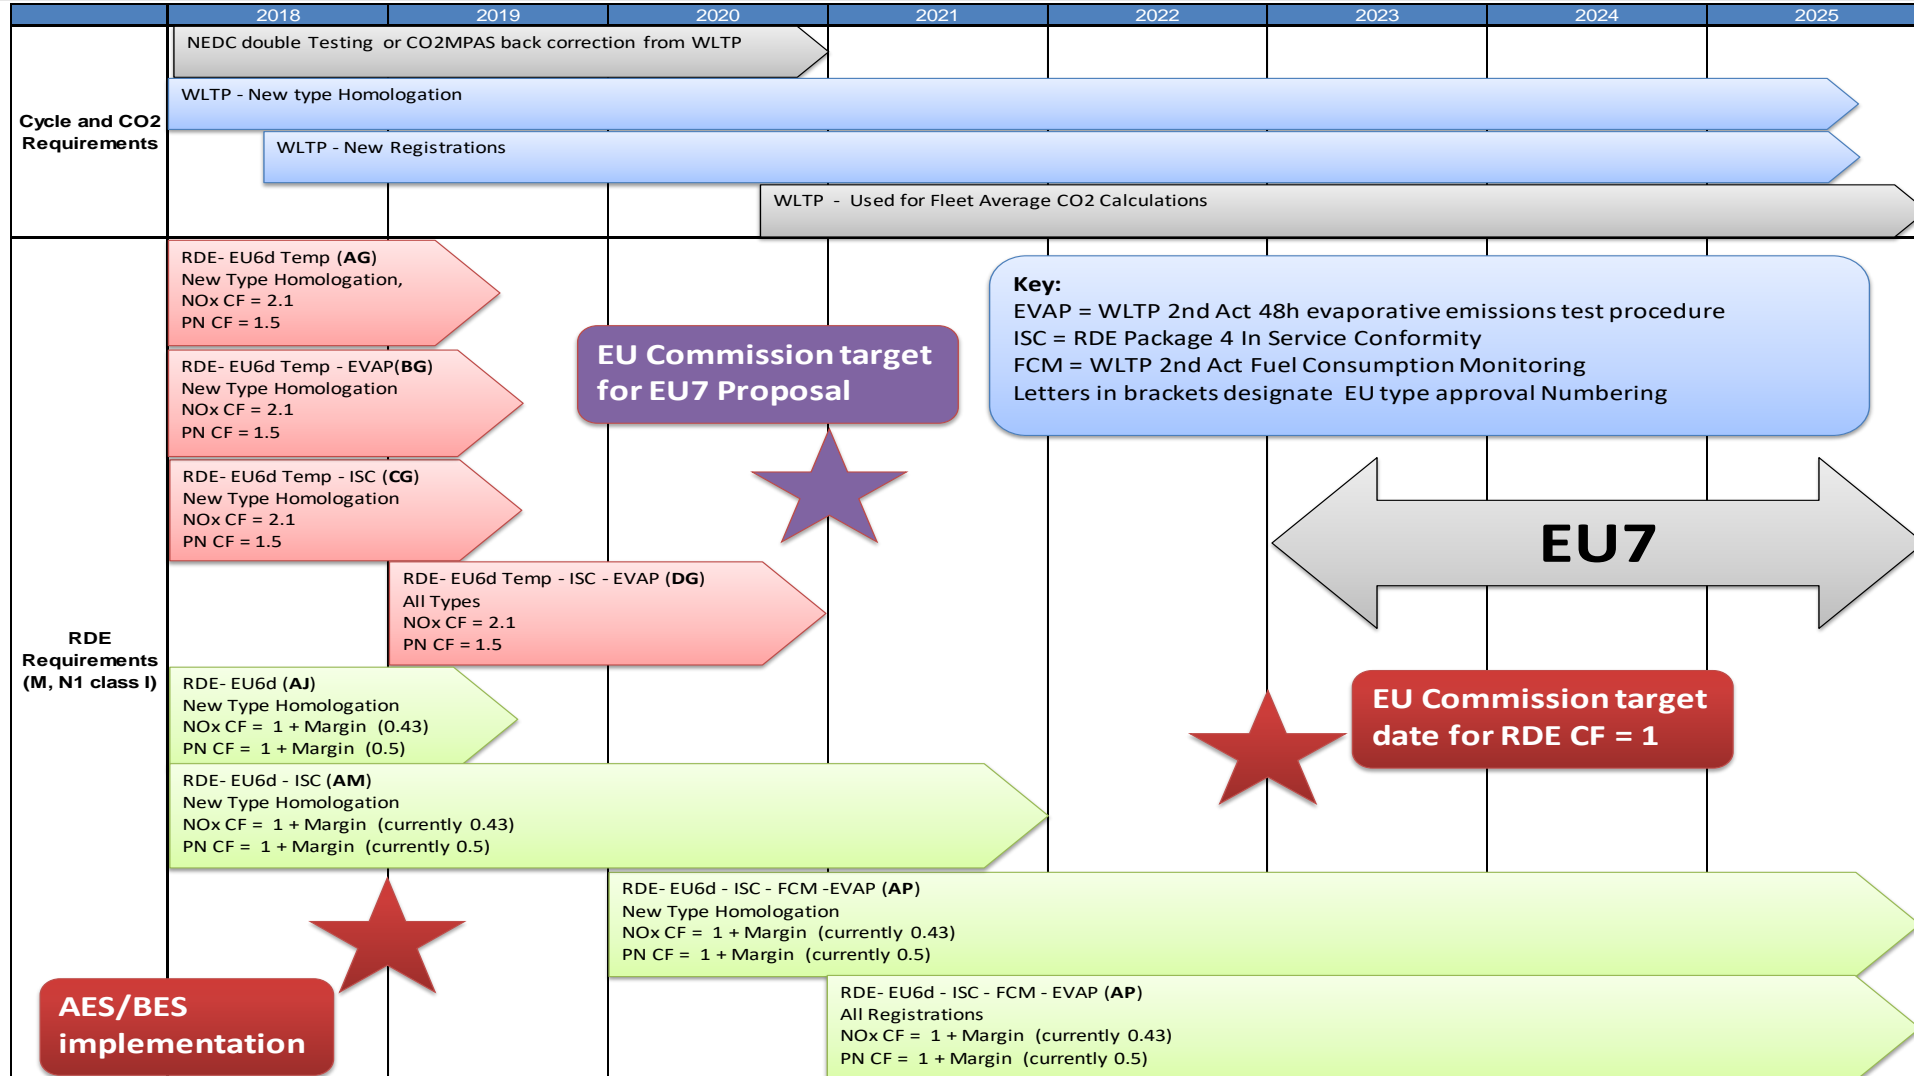 2018 2019 2020 2021 2022 2023 2024 2025
Cycle and CO2
Requirements
NEDC double Testing or CO2MPAS back correction from WLTP
WLTP - New type Homologation
WLTP - New Registrations
WLTP - Used for Fleet Average CO2 Calculations
RDE
Requirements
(M, N1 class I)
RDE- EU6d Temp (AG)
New Type Homologation,
NOx CF = 2.1
PN CF = 1.5
RDE- EU6d Temp - EVAP(BG)
New Type Homologation
NOx CF = 2.1
PN CF = 1.5
RDE- EU6d Temp - ISC (CG)
New Type Homologation
NOx CF = 2.1
PN CF = 1.5
RDE- EU6d Temp - ISC - EVAP (DG)
All Types
NOx CF = 2.1
PN CF = 1.5
EU Commission target
for EU7 Proposal
Key:
EVAP = WLTP 2nd Act 48h evaporative emissions test procedure
ISC = RDE Package 4 In Service Conformity
FCM = WLTP 2nd Act Fuel Consumption Monitoring
Letters in brackets designate EU type approval Numbering
EU7
RDE- EU6d (AJ)
New Type Homologation
NOx CF = 1 + Margin (0.43)
PN CF = 1 + Margin (0.5)
EU Commission target
date for RDE CF = 1
RDE- EU6d - ISC (AM)
New Type Homologation
NOx CF = 1 + Margin (currently 0.43)
PN CF = 1 + Margin (currently 0.5)
RDE- EU6d - ISC - FCM -EVAP (AP)
New Type Homologation
NOx CF = 1 + Margin (currently 0.43)
PN CF = 1 + Margin (currently 0.5)
AES/BES
implementation
RDE- EU6d - ISC - FCM - EVAP (AP)
All Registrations
NOx CF = 1 + Margin (currently 0.43)
PN CF = 1 + Margin (currently 0.5)